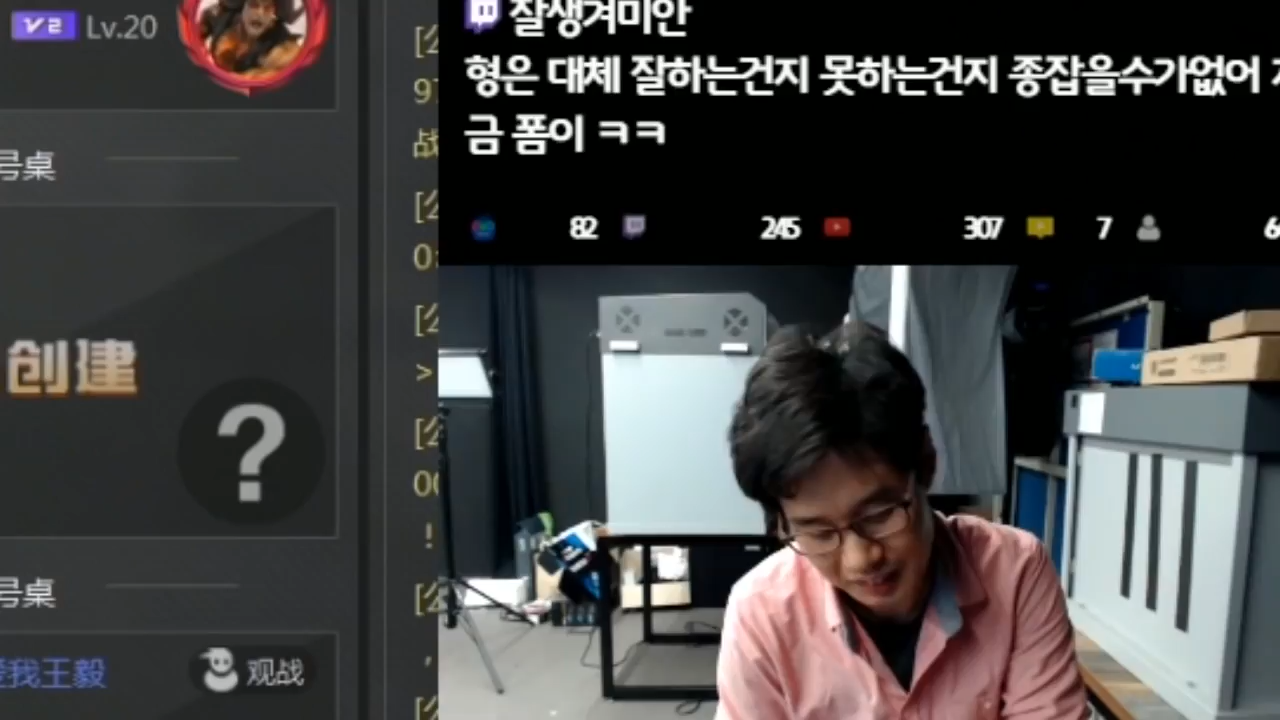 V2 Lv.20
잘생겨미안
형은 대체 잘하는건지 못하는건지 종잡을수가없어
금 폼이 ㅋㅋ
号桌
82
245
307
7
创建
?
号桌
我王毅
观战